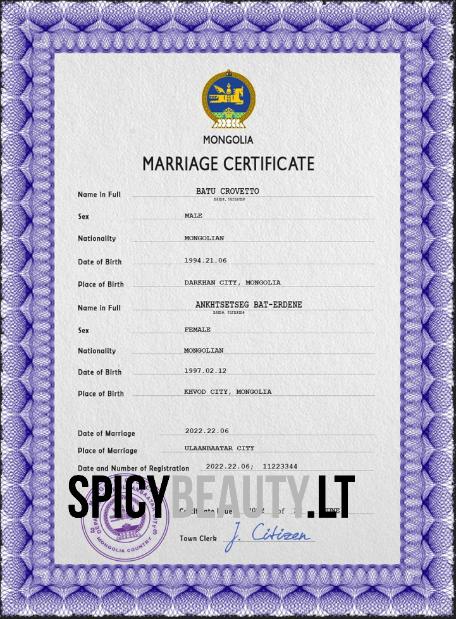 MONGOLIA
MARRIAGE CERTIFICATE
Name in Full BATU CROVETTO
Sex MALE
Nationality MONGOLIAN
Date of Birth 1994.21.06
Place of Birth DARKHAN CITY, MONGOLIA
Name in Full ANKHTSETSEG BAT-ERDENE
Sex FEMALE
Nationality MONGOLIAN
Date of Birth 1997.02.12
Place of Birth KHVOD CITY, MONGOLIA
Date of Marriage 2022.22.06
Place of Marriage ULAANBAATAR CITY
Date and Number of Registration 2022.22.06; 11223344
SPICYBEAUTY.LT
MONGOLIA COUNTRY
Town Clerk J. Citizen